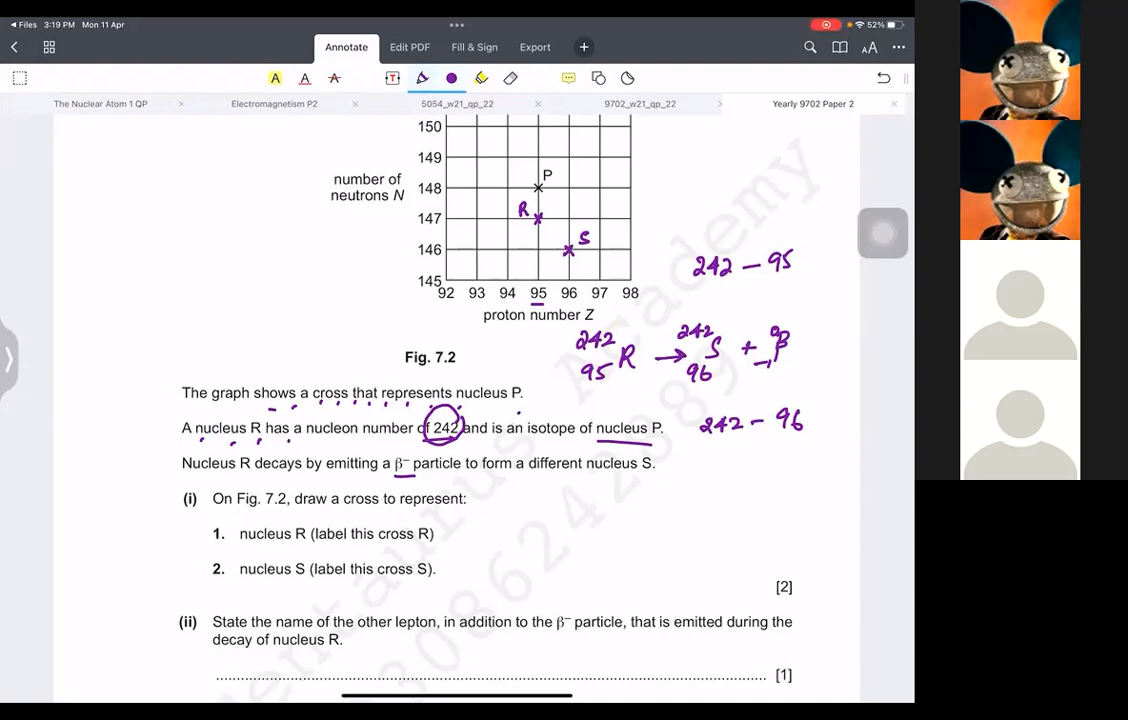 Files 3:19 PM Mon 11 Apr
52%
Annotate Edit PDF Fill & Sign Export
AA
A A A T
The Nuclear Atom 1 QP × Electromagnetism P2 × 5054_w21_qp_22 × 9702_w21_qp_22 × Yearly 9702 Paper 2 ×
150
149
number of
neutrons N
148
P
147
R
146
S
145
92 93 94 95 96 97 98
proton number Z
Fig. 7.2
242 – 95
242 95 R → 242 96 S + 0 -1 β
242 – 96
The graph shows a cross that represents nucleus P.
A nucleus R has a nucleon number of 242 and is an isotope of nucleus P.
Nucleus R decays by emitting a β⁻ particle to form a different nucleus S.
(i) On Fig. 7.2, draw a cross to represent:
1. nucleus R (label this cross R)
2. nucleus S (label this cross S).
[2]
(ii) State the name of the other lepton, in addition to the β⁻ particle, that is emitted during the
decay of nucleus R.
[1]
Academy